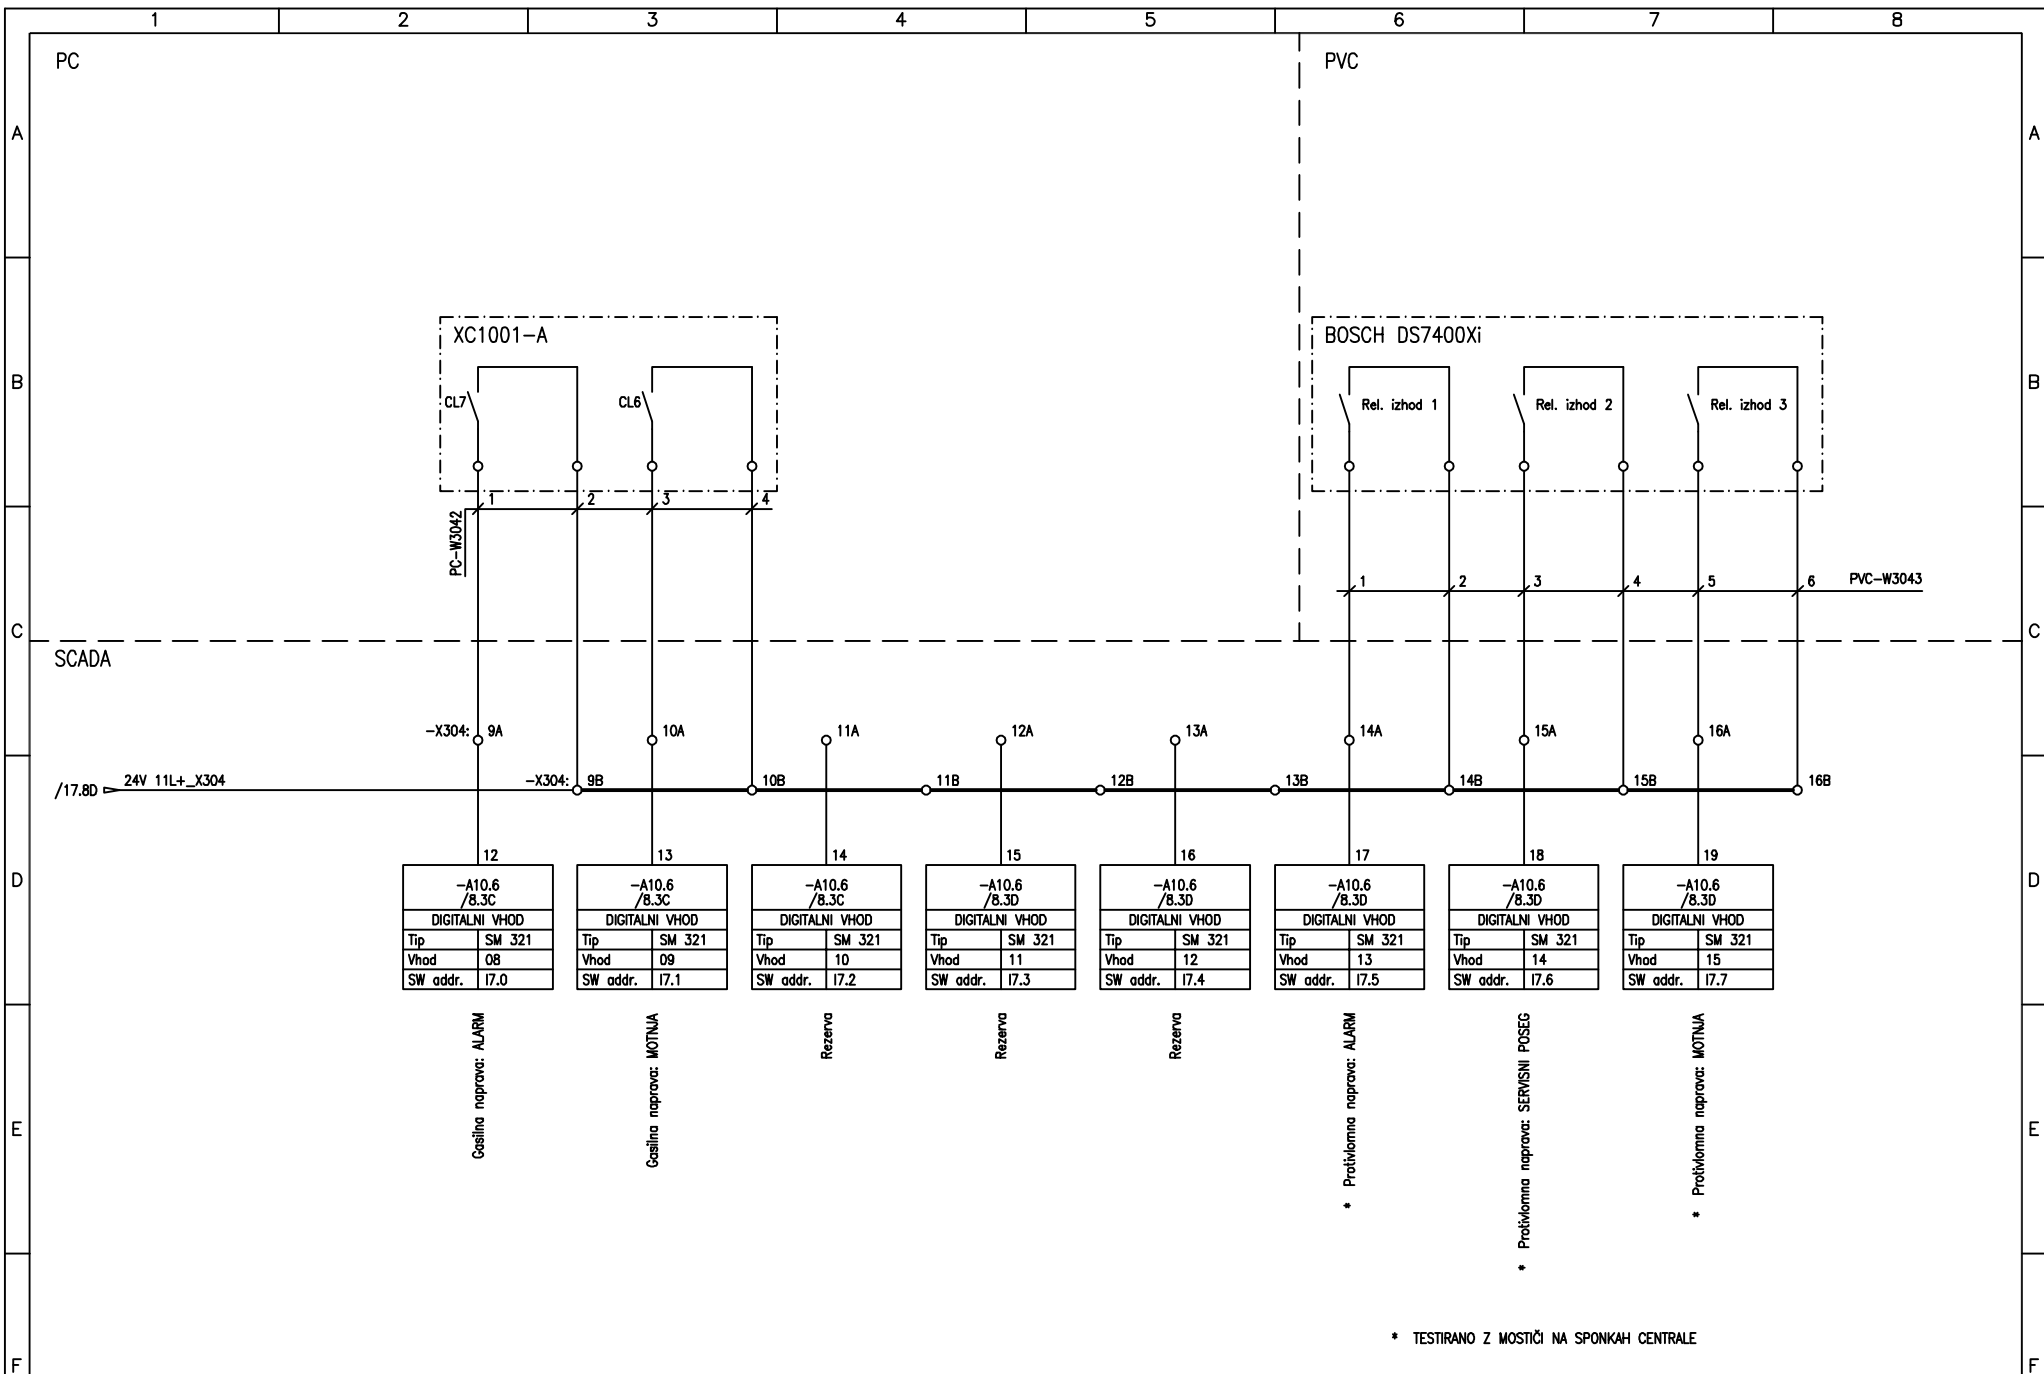 1 2 3 4 5 6 7 8
PC
PVC
A A
XC1001-A
BOSCH DS7400Xi
B B
CL7
CL6
Rel. izhod 1
Rel. izhod 2
Rel. izhod 3
1 2 3 4
PC-W3042
1 2 3 4 5 6 PVC-W3043
C C
SCADA
-X304: 9A 10A 11A 12A 13A 14A 15A 16A
/17.8D 24V 11L+_X304 -X304: 9B 10B 11B 12B 13B 14B 15B 16B
12 13 14 15 16 17 18 19
D D
-A10.6 -A10.6 -A10.6 -A10.6 -A10.6 -A10.6 -A10.6 -A10.6
/8.3C /8.3C /8.3C /8.3D /8.3D /8.3D /8.3D /8.3D
DIGITALNI VHOD DIGITALNI VHOD DIGITALNI VHOD DIGITALNI VHOD DIGITALNI VHOD DIGITALNI VHOD DIGITALNI VHOD DIGITALNI VHOD
Tip SM 321 Tip SM 321 Tip SM 321 Tip SM 321 Tip SM 321 Tip SM 321 Tip SM 321 Tip SM 321
Vhod 08 Vhod 09 Vhod 10 Vhod 11 Vhod 12 Vhod 13 Vhod 14 Vhod 15
SW addr. I7.0 SW addr. I7.1 SW addr. I7.2 SW addr. I7.3 SW addr. I7.4 SW addr. I7.5 SW addr. I7.6 SW addr. I7.7
Gasilna naprava: ALARM
Gasilna naprava: MOTNJA
Rezerva
Rezerva
Rezerva
* Protivlomna naprava: ALARM
* Protivlomna naprava: SERVISNI POSEG
* Protivlomna naprava: MOTNJA
E E
* TESTIRANO Z MOSTIČI NA SPONKAH CENTRALE
F F